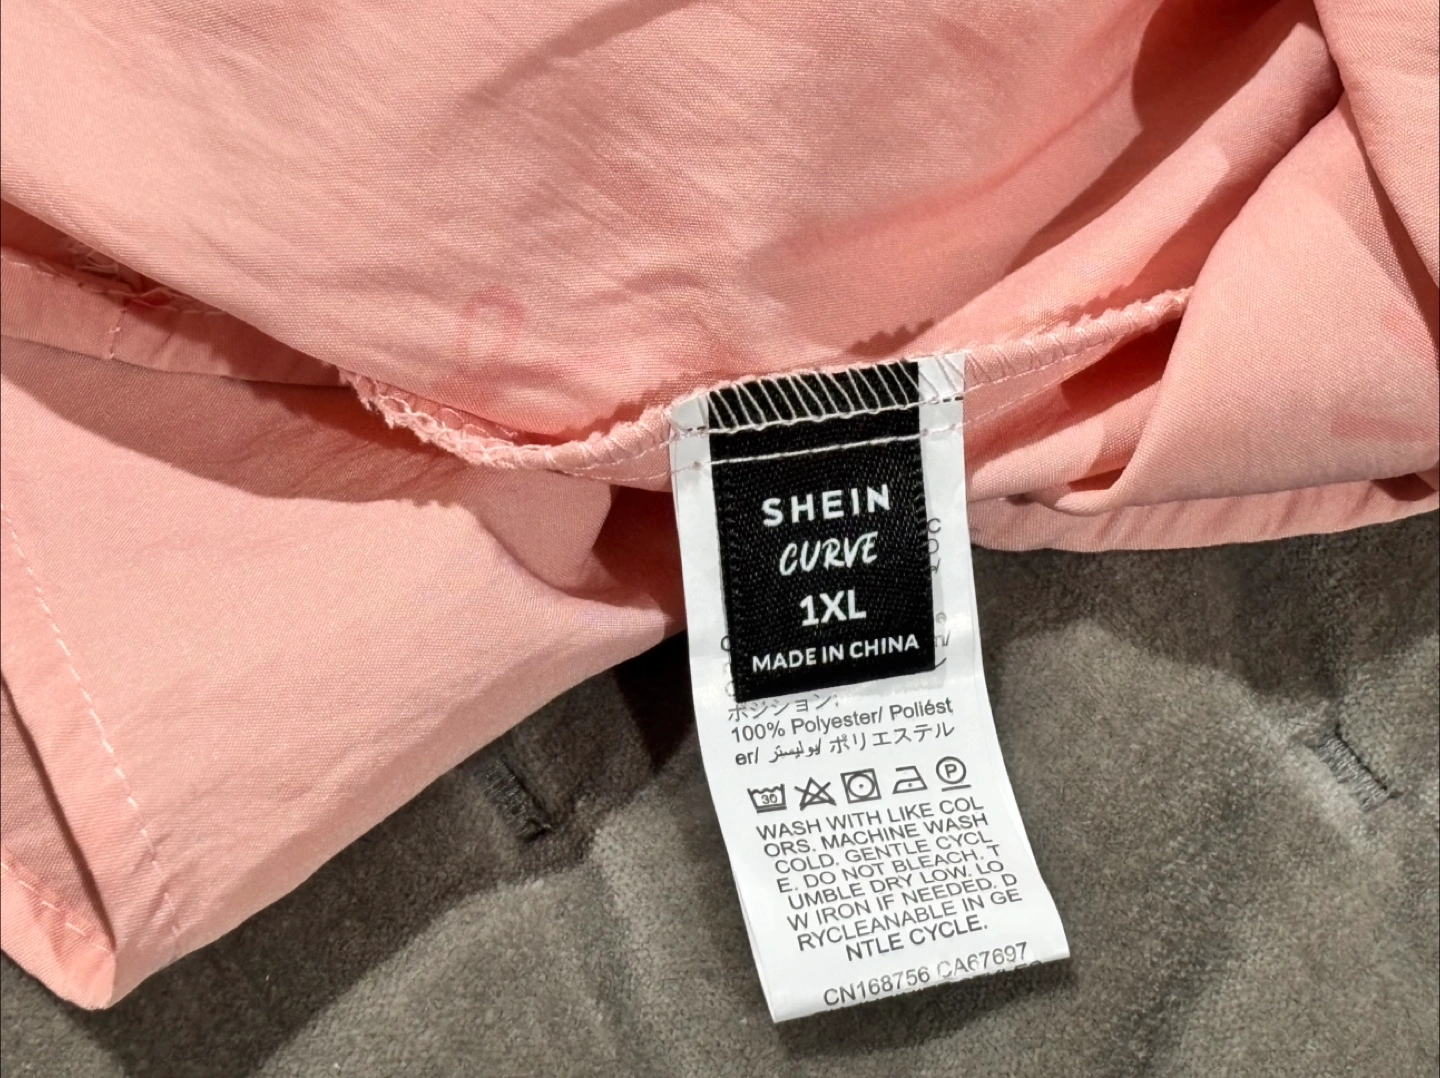 SHEIN
CURVE
1XL
MADE IN CHINA
ポジション:
100% Polyester/ Poliést
er/ بوليستر/ ポリエステル
30 P
WASH WITH LIKE COL
ORS. MACHINE WASH
COLD. GENTLE CYCL
E. DO NOT BLEACH. T
UMBLE DRY LOW. LO
W IRON IF NEEDED. D
RYCLEANABLE IN GE
NTLE CYCLE.
CN168756 CA67697